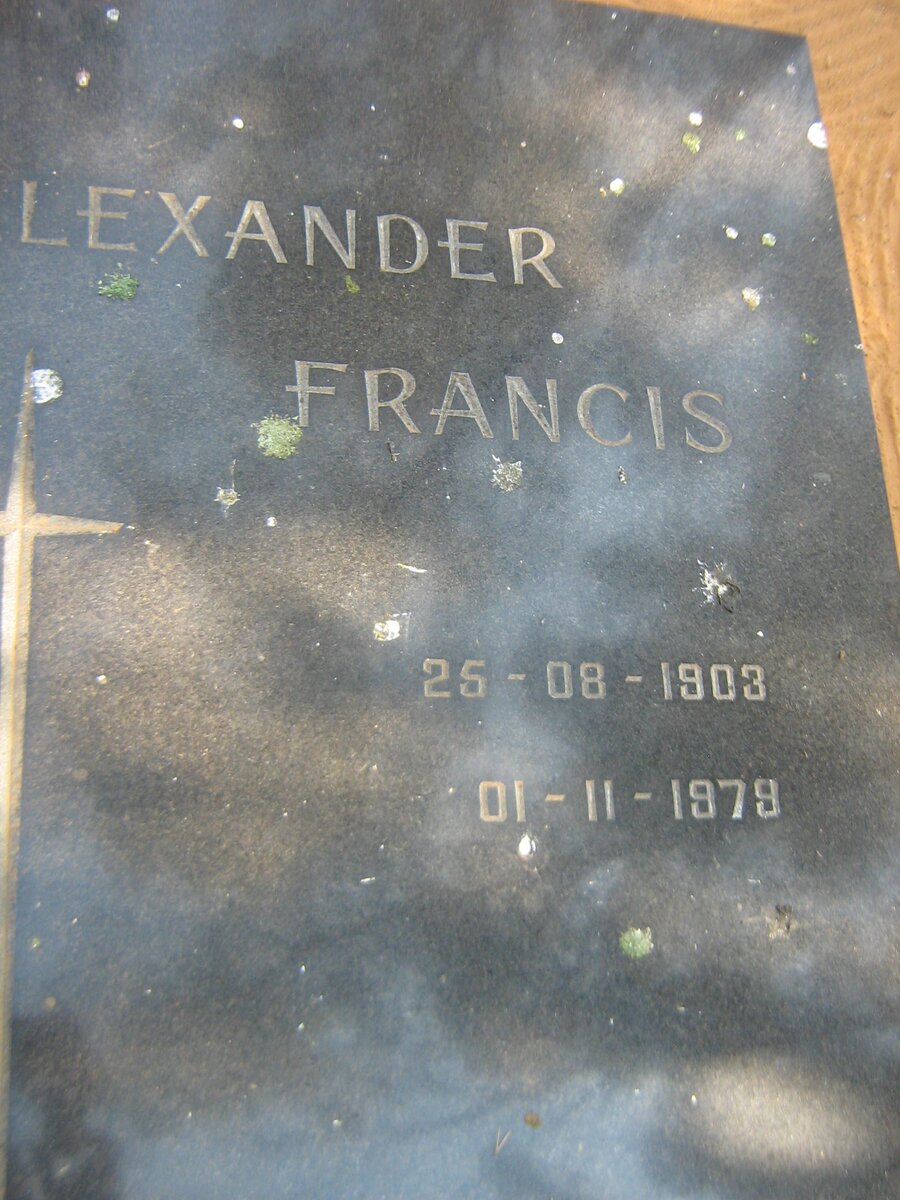 LEXANDER
FRANCIS
25 - 08 - 1903
01 - 11 - 1979